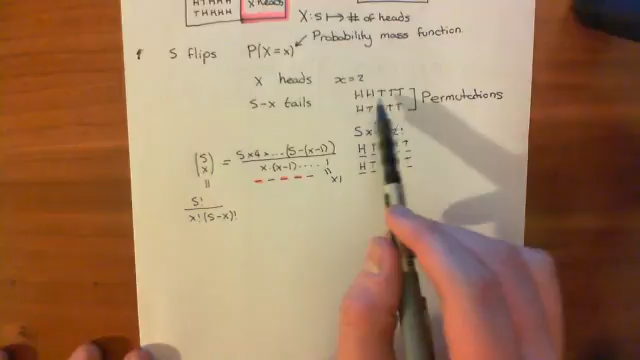 HTHHH
THHHH
X heads
X: S ↦ # of heads
Probability mass function
5 flips P(X = x)
x heads x = 2
5-x tails
HHTTT
Permutations
(5 x) = 5×4×...(5-(x-1)) / x·(x-1)....1
= x!
= 5! / x!(5-x)!